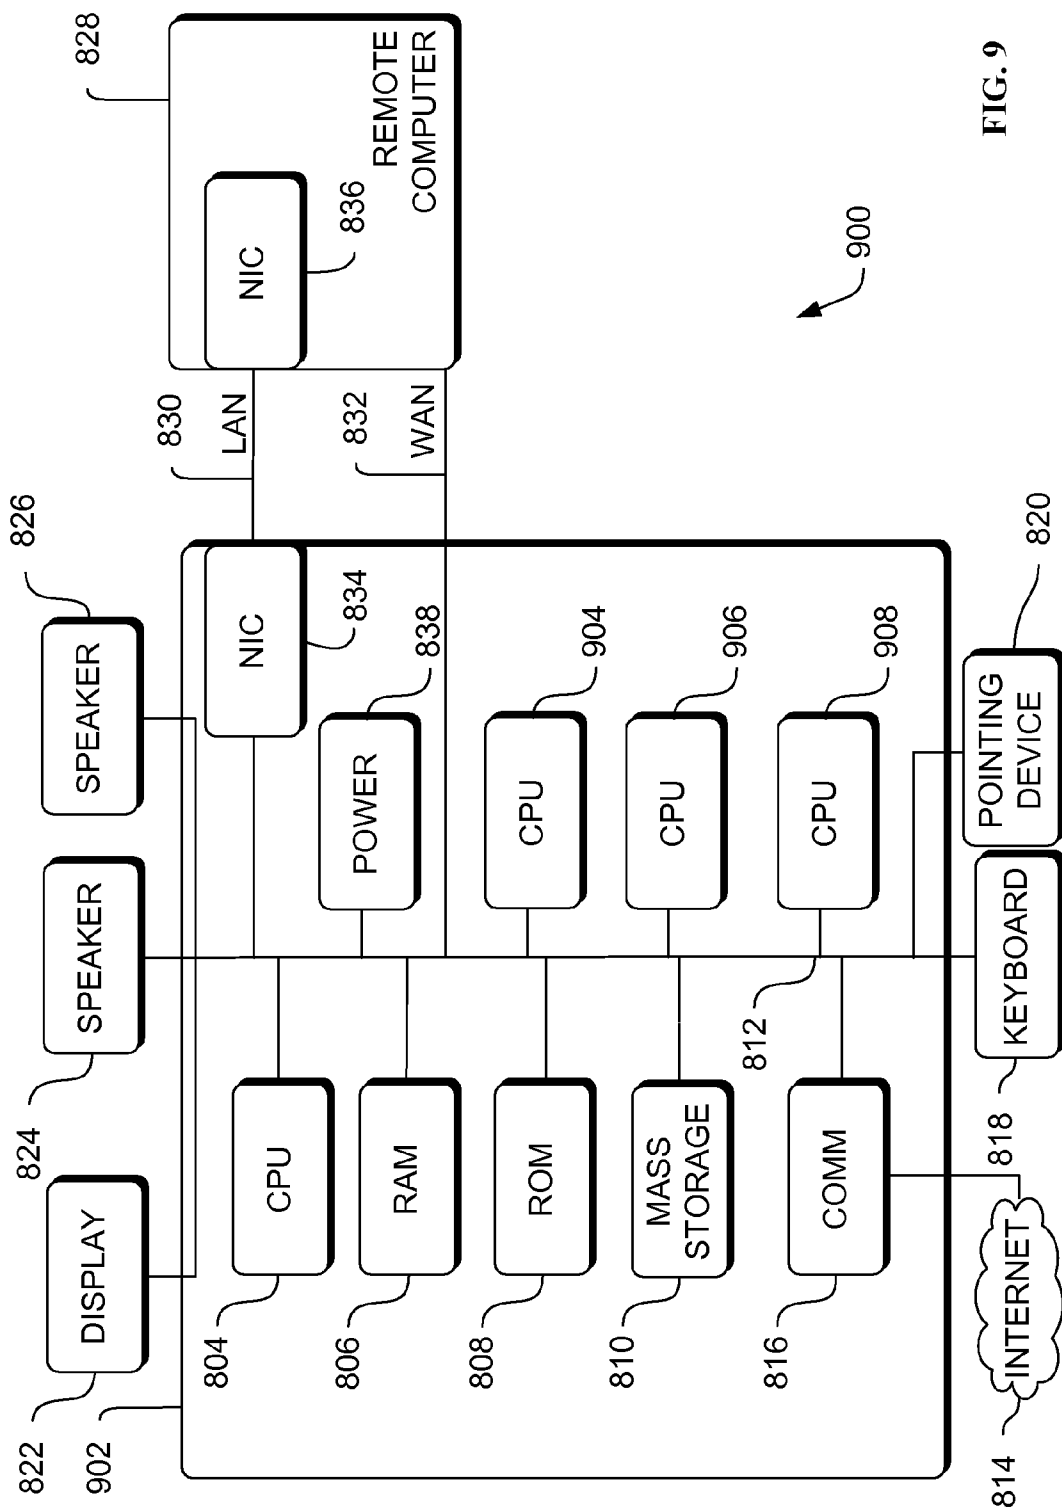 822
DISPLAY
824
SPEAKER
826
SPEAKER
828
902
804
CPU
806
RAM
808
ROM
810
MASS
STORAGE
816
COMM
812
NIC
834
POWER
838
CPU
904
CPU
906
CPU
908
830
LAN
832
WAN
NIC
836
REMOTE
COMPUTER
814
INTERNET
818
KEYBOARD
POINTING
DEVICE
820
900
FIG. 9